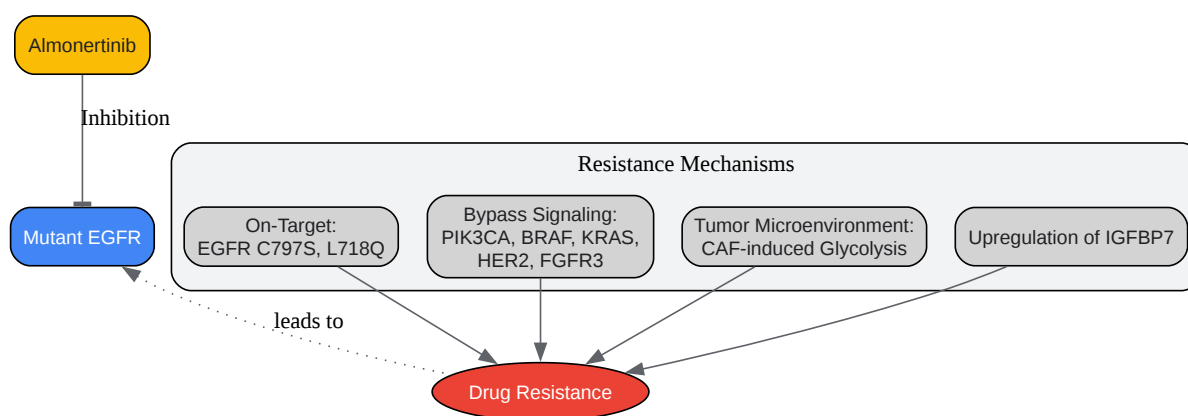 Almonertinib
Inhibition
Resistance Mechanisms
Mutant EGFR
On-Target:
EGFR C797S, L718Q
Bypass Signaling:
PIK3CA, BRAF, KRAS,
HER2, FGFR3
Tumor Microenvironment:
CAF-induced Glycolysis
Upregulation of IGFBP7
leads to
Drug Resistance